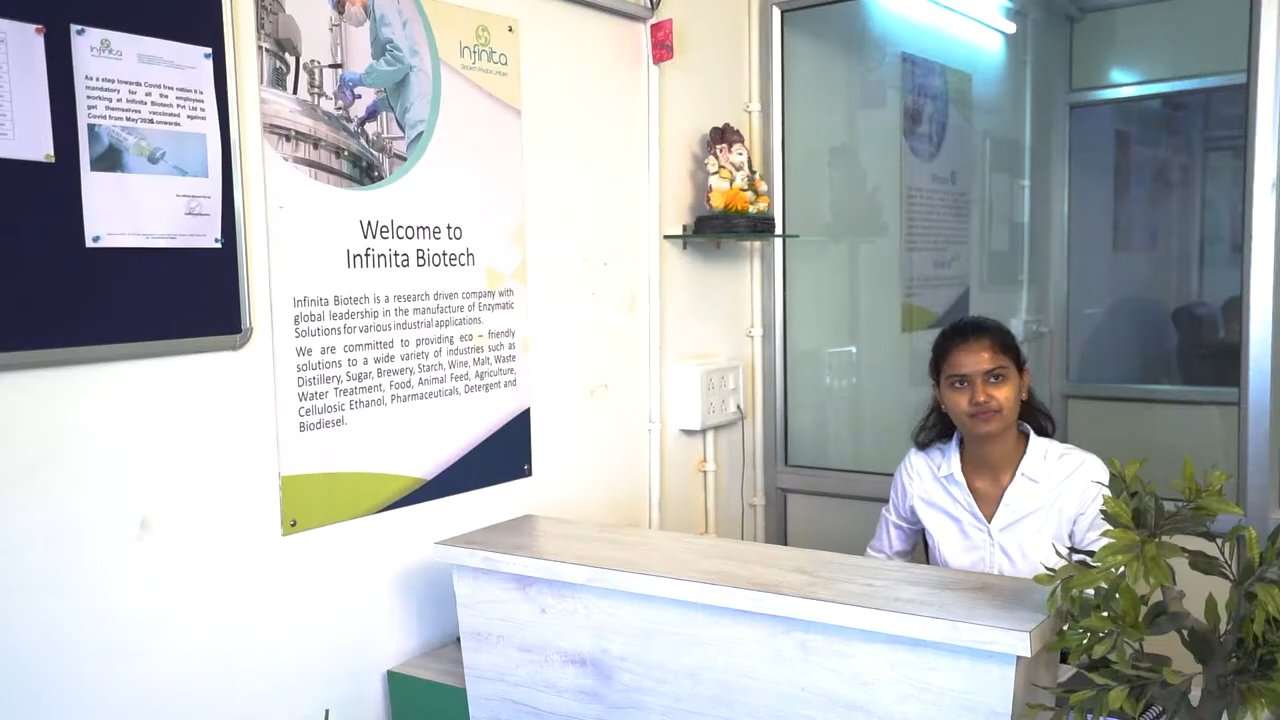 Infinita
As a step towards Covid free nation it is
mandatory for all the employees
working at Infinita Biotech Pvt Ltd to
get themselves vaccinated against
Covid from May'2021 onwards.
Infinita
Biotech Private Limited
Welcome to
Infinita Biotech
Infinita Biotech is a research driven company with
global leadership in the manufacture of Enzymatic
Solutions for various industrial applications.
We are committed to providing eco – friendly
solutions to a wide variety of industries such as
Distillery, Sugar, Brewery, Starch, Wine, Malt, Waste
Water Treatment, Food, Animal Feed, Agriculture,
Cellulosic Ethanol, Pharmaceuticals, Detergent and
Biodiesel.